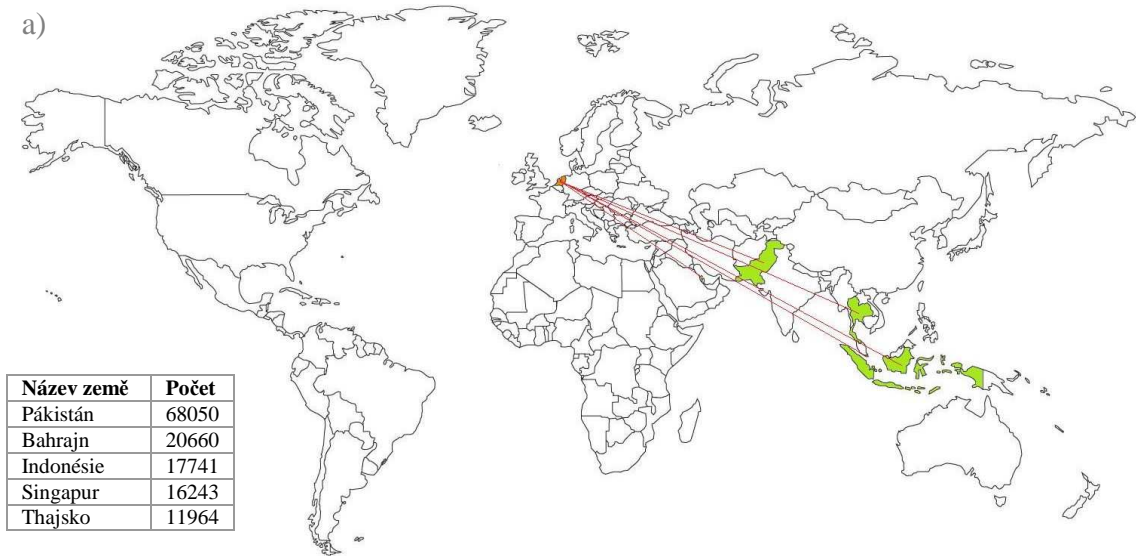 a)
Název země Počet
Pákistán 68050
Bahrajn 20660
Indonésie 17741
Singapur 16243
Thajsko 11964